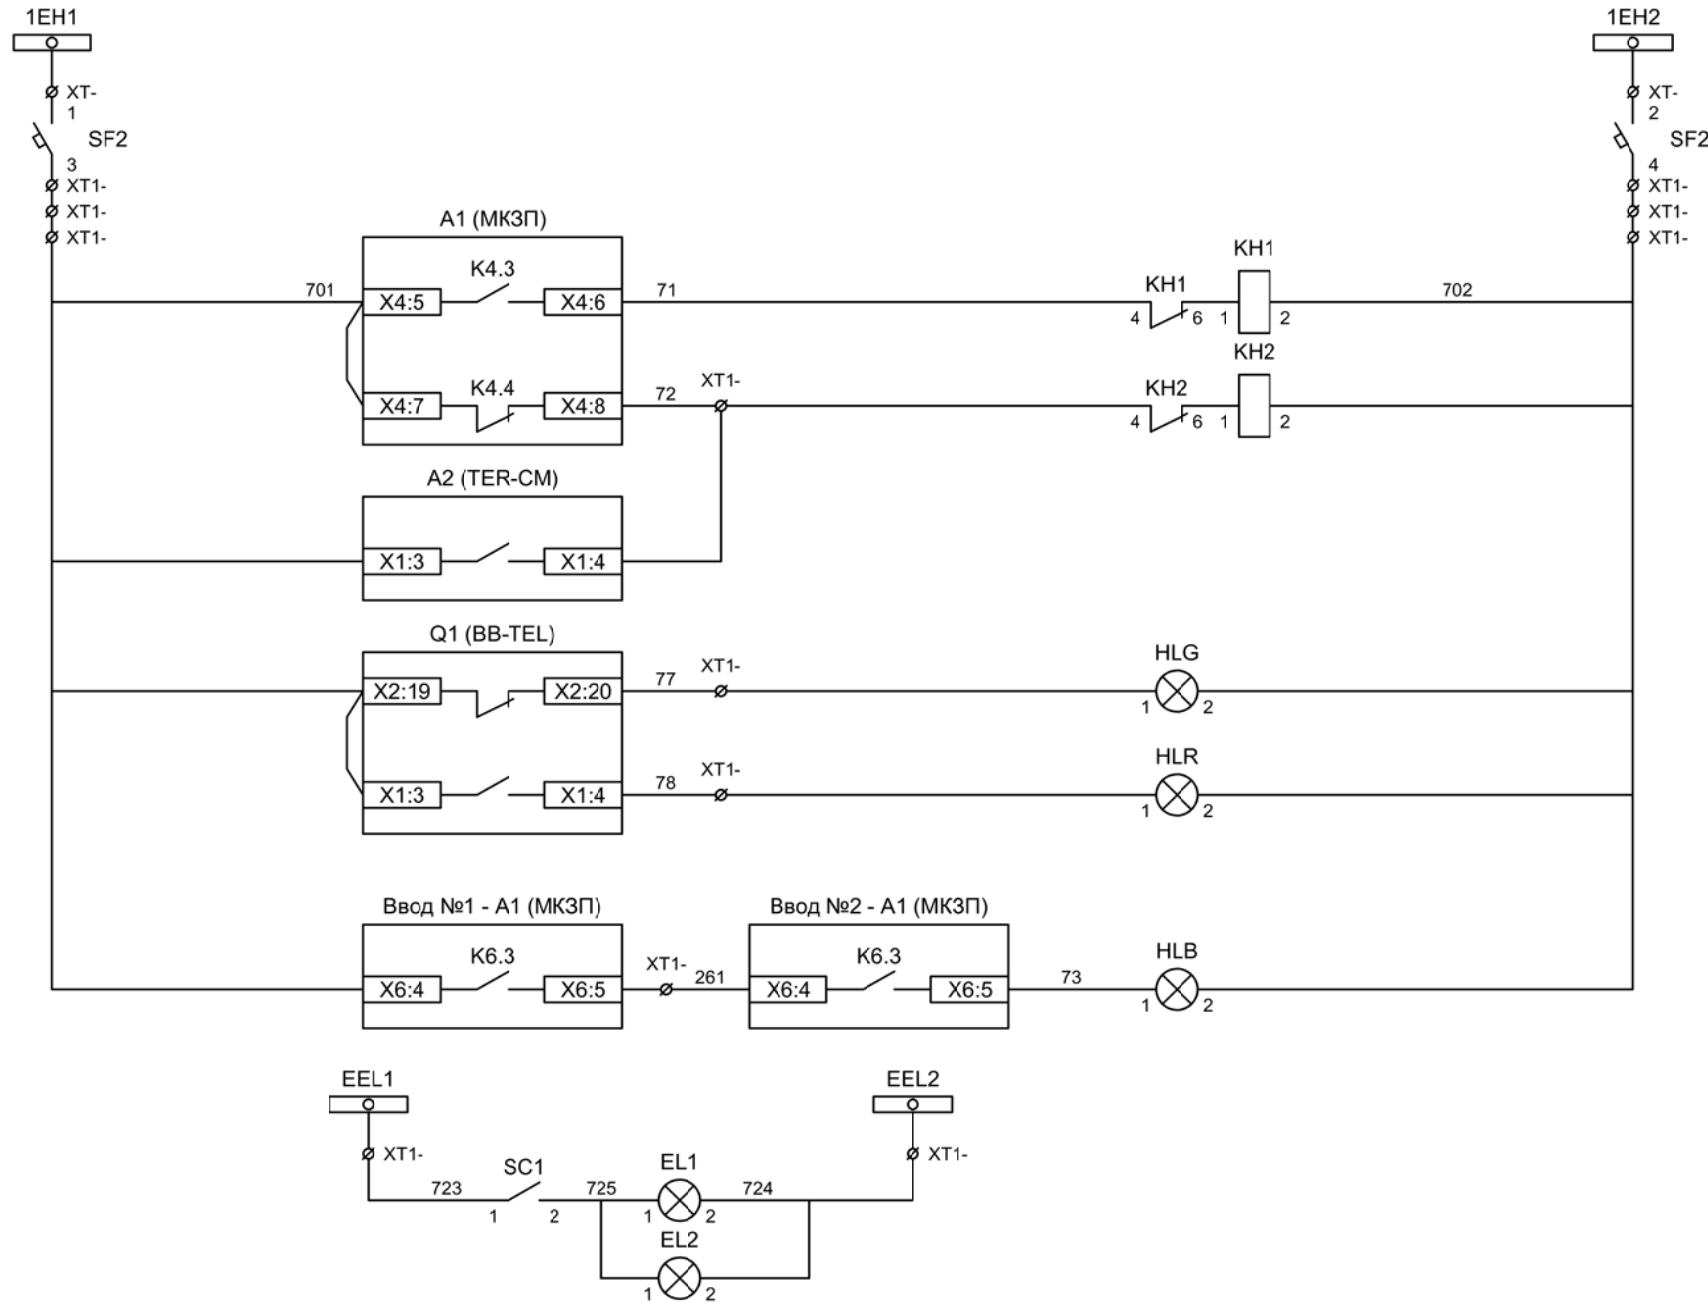 1EH1
1EH2
XT-
1
SF2
3
XT1-
XT1-
XT1-
XT-
2
SF2
4
XT1-
XT1-
XT1-
A1 (МКЗП)
701
X4:5
K4.3
X4:6
71
KH1
4
6
KH1
1
2
702
X4:7
K4.4
X4:8
72
XT1-
KH2
4
6
KH2
1
2
A2 (TER-CM)
X1:3
X1:4
Q1 (BB-TEL)
X2:19
X2:20
77
XT1-
HLG
1
2
X1:3
X1:4
78
XT1-
HLR
1
2
Ввод №1 - А1 (МКЗП)
Ввод №2 - А1 (МКЗП)
X6:4
K6.3
X6:5
XT1-
261
X6:4
K6.3
X6:5
73
HLB
1
2
EEL1
EEL2
XT1-
XT1-
723
SC1
1
2
725
EL1
1
2
724
EL2
1
2